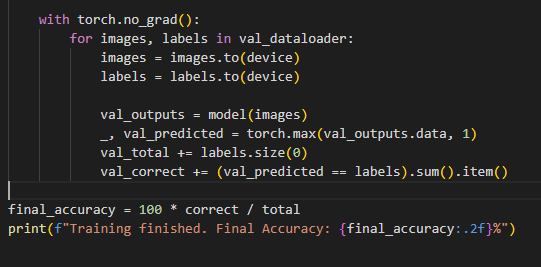 with torch.no_grad():
for images, labels in val_dataloader:
images = images.to(device)
labels = labels.to(device)
val_outputs = model(images)
_, val_predicted = torch.max(val_outputs.data, 1)
val_total += labels.size(0)
val_correct += (val_predicted == labels).sum().item()
final_accuracy = 100 * correct / total
print(f"Training finished. Final Accuracy: {final_accuracy:.2f}%")